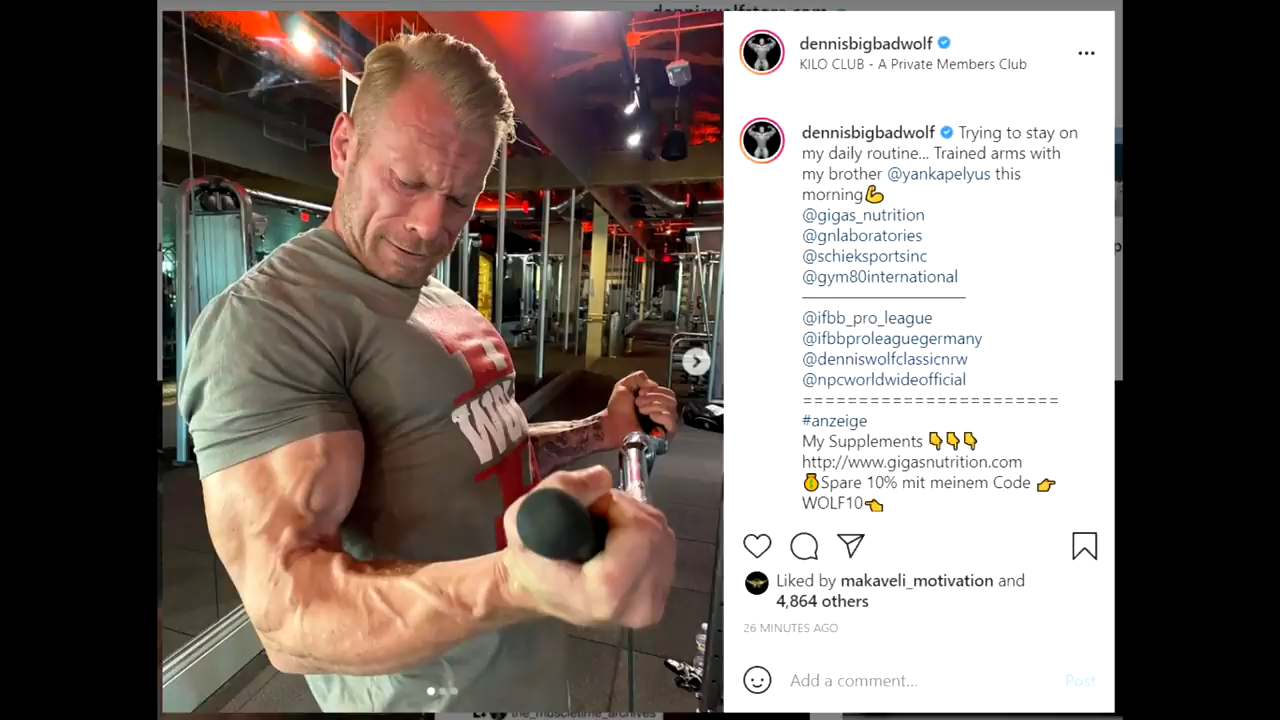 dennisbigbadwolf
KILO CLUB - A Private Members Club
dennisbigbadwolf Trying to stay on
my daily routine... Trained arms with
my brother @yankapelyus this
morning💪
@gigas_nutrition
@gnlaboratories
@schieksportsinc
@gym80international
@ifbb_pro_league
@ifbbproleaguegermany
@denniswolfclassicnrw
@npcworldwideofficial
=======================
#anzeige
My Supplements 👇👇👇
http://www.gigasnutrition.com
💰Spare 10% mit meinem Code 👉
WOLF10👈
Liked by makaveli_motivation and
4,864 others
26 MINUTES AGO
Add a comment...
Post